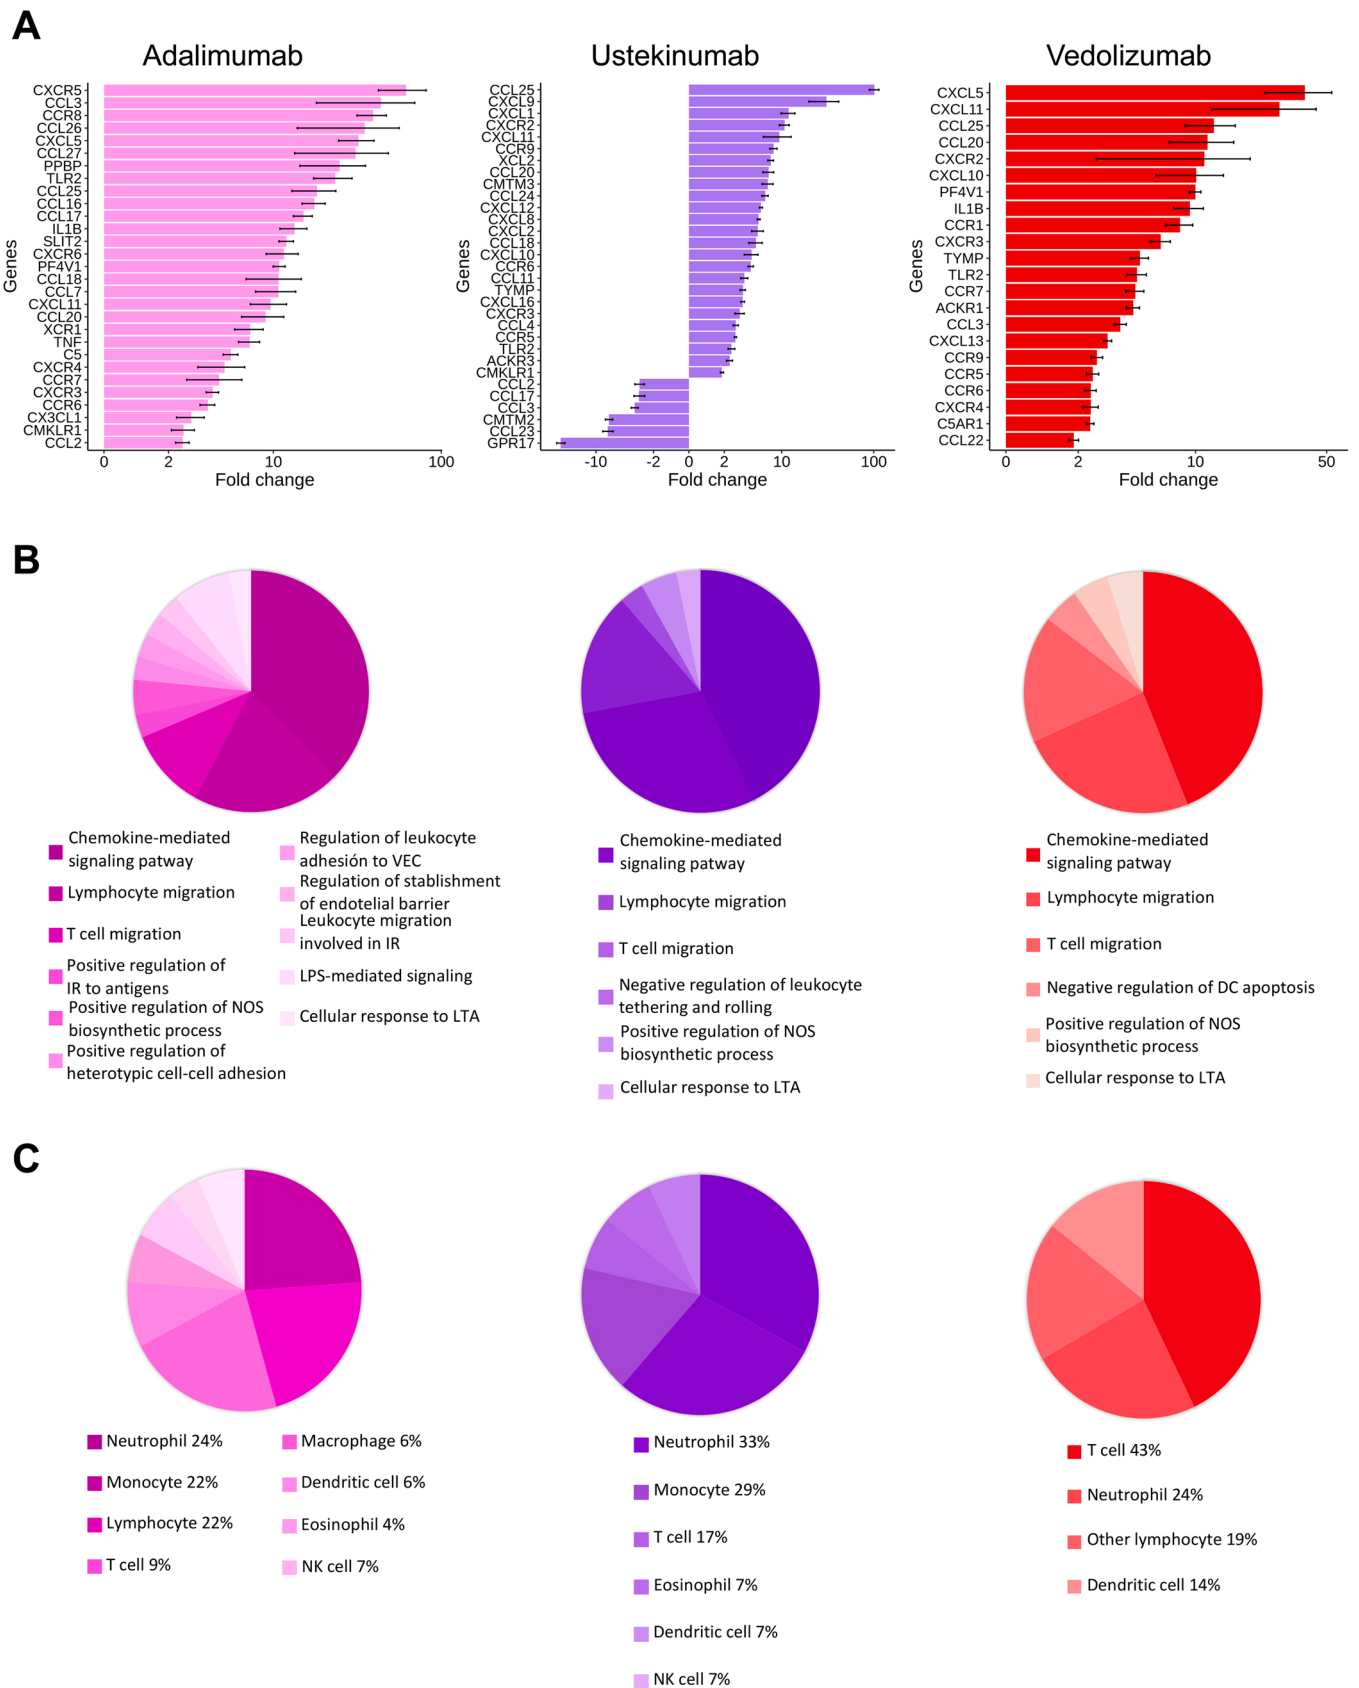 A
Adalimumab
Ustekinumab
Vedolizumab
Genes
CXCR5
CCL3
CCR8
CCL26
CXCL5
CCL27
PPBP
TLR2
CCL25
CCL16
CCL17
IL1B
SLIT2
CXCR6
PF4V1
CCL18
CCL7
CXCL11
CCL20
XCR1
TNF
C5
CXCR4
CCR7
CXCR3
CCR6
CX3CL1
CMKLR1
CCL2
0 2 10 100
Fold change
Genes
CCL25
CXCL9
CXCL1
CXCR2
CXCL11
CCR9
XCL2
CCL20
CMTM3
CCL24
CXCL12
CXCL8
CXCL2
CCL18
CXCL10
CCR6
CCL11
TYMP
CXCL16
CXCR3
CCL4
CCR5
TLR2
ACKR3
CMKLR1
CCL2
CCL17
CCL3
CMTM2
CCL23
GPR17
-10 -2 0 2 10 100
Fold change
Genes
CXCL5
CXCL11
CCL25
CCL20
CXCR2
CXCL10
PF4V1
IL1B
CCR1
CXCR3
TYMP
TLR2
CCR7
ACKR1
CCL3
CXCL13
CCR9
CCR5
CCR6
CXCR4
C5AR1
CCL22
0 2 10 50
Fold change
B
Chemokine-mediated
signaling patway
Lymphocyte migration
T cell migration
Positive regulation of
IR to antigens
Positive regulation of NOS
biosynthetic process
Positive regulation of
heterotypic cell-cell adhesion
Regulation of leukocyte
adhesión to VEC
Regulation of stablishment
of endotelial barrier
Leukocyte migration
involved in IR
LPS-mediated signaling
Cellular response to LTA
Chemokine-mediated
signaling patway
Lymphocyte migration
T cell migration
Negative regulation of leukocyte
tethering and rolling
Positive regulation of NOS
biosynthetic process
Cellular response to LTA
Chemokine-mediated
signaling patway
Lymphocyte migration
T cell migration
Negative regulation of DC apoptosis
Positive regulation of NOS
biosynthetic process
Cellular response to LTA
C
Neutrophil 24%
Monocyte 22%
Lymphocyte 22%
T cell 9%
Macrophage 6%
Dendritic cell 6%
Eosinophil 4%
NK cell 7%
Neutrophil 33%
Monocyte 29%
T cell 17%
Eosinophil 7%
Dendritic cell 7%
NK cell 7%
T cell 43%
Neutrophil 24%
Other lymphocyte 19%
Dendritic cell 14%